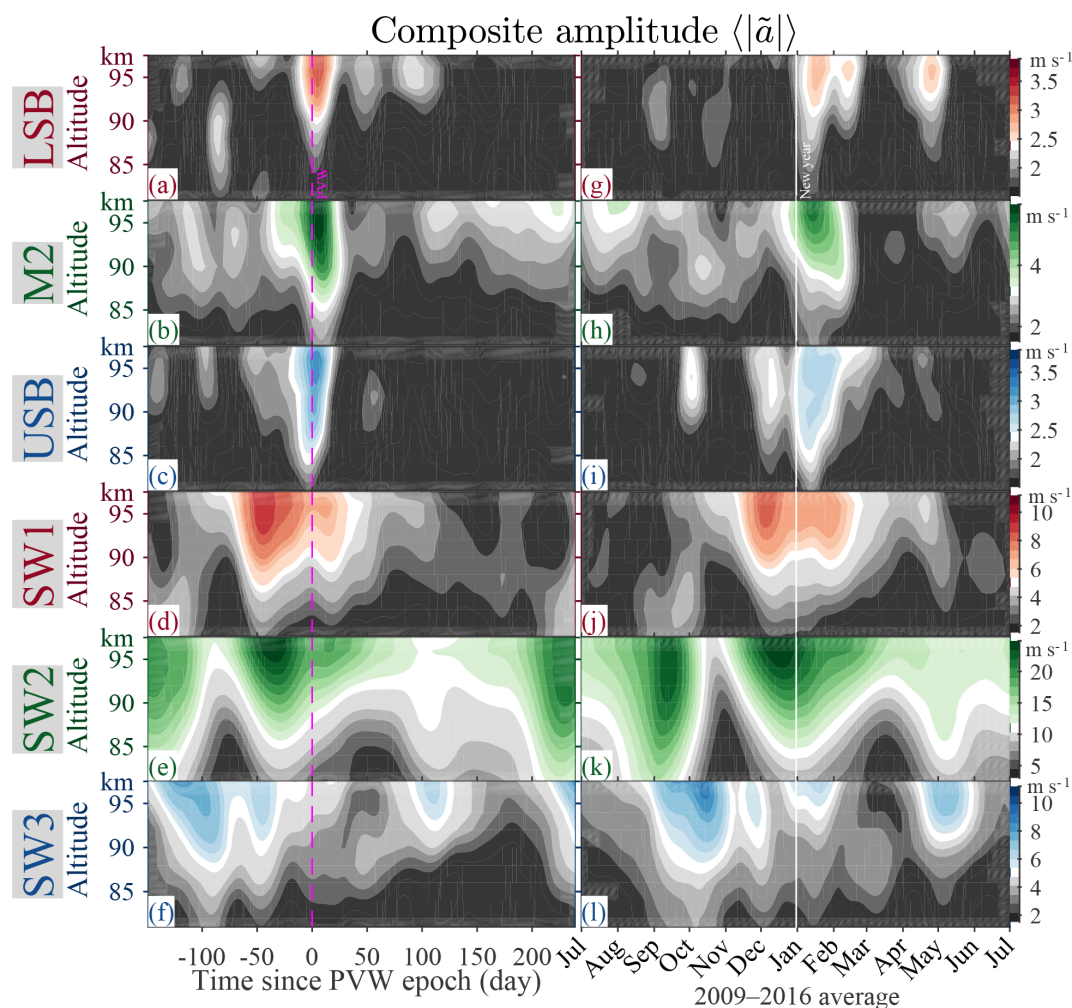 Composite amplitude ⟨|ã|⟩
km
95
90
85
LSB
Altitude
(a)
PVW
(g)
New year
m s⁻¹
3.5
3
2.5
2
km
95
90
85
M2
Altitude
(b)
(h)
m s⁻¹
4
2
km
95
90
85
USB
Altitude
(c)
(i)
m s⁻¹
3.5
3
2.5
2
km
95
90
85
SW1
Altitude
(d)
(j)
m s⁻¹
10
8
6
4
2
km
95
90
85
SW2
Altitude
(e)
(k)
m s⁻¹
20
15
10
5
km
95
90
85
SW3
Altitude
(f)
(l)
m s⁻¹
10
8
6
4
2
-100 -50 0 50 100 150 200
Time since PVW epoch (day)
Jul Aug Sep Oct Nov Dec Jan Feb Mar Apr May Jun Jul
2009–2016 average